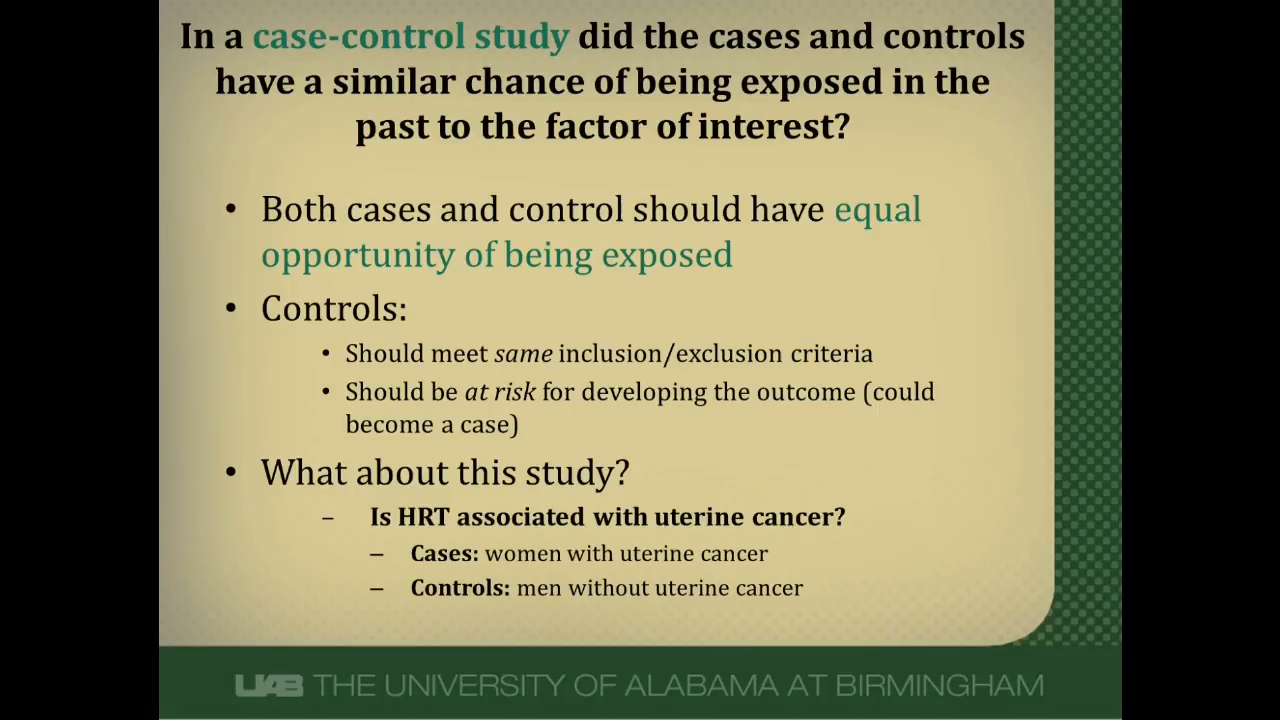 In a case-control study did the cases and controls
have a similar chance of being exposed in the
past to the factor of interest?
• Both cases and control should have equal
opportunity of being exposed
• Controls:
• Should meet same inclusion/exclusion criteria
• Should be at risk for developing the outcome (could
become a case)
• What about this study?
– Is HRT associated with uterine cancer?
– Cases: women with uterine cancer
– Controls: men without uterine cancer
UAB THE UNIVERSITY OF ALABAMA AT BIRMINGHAM